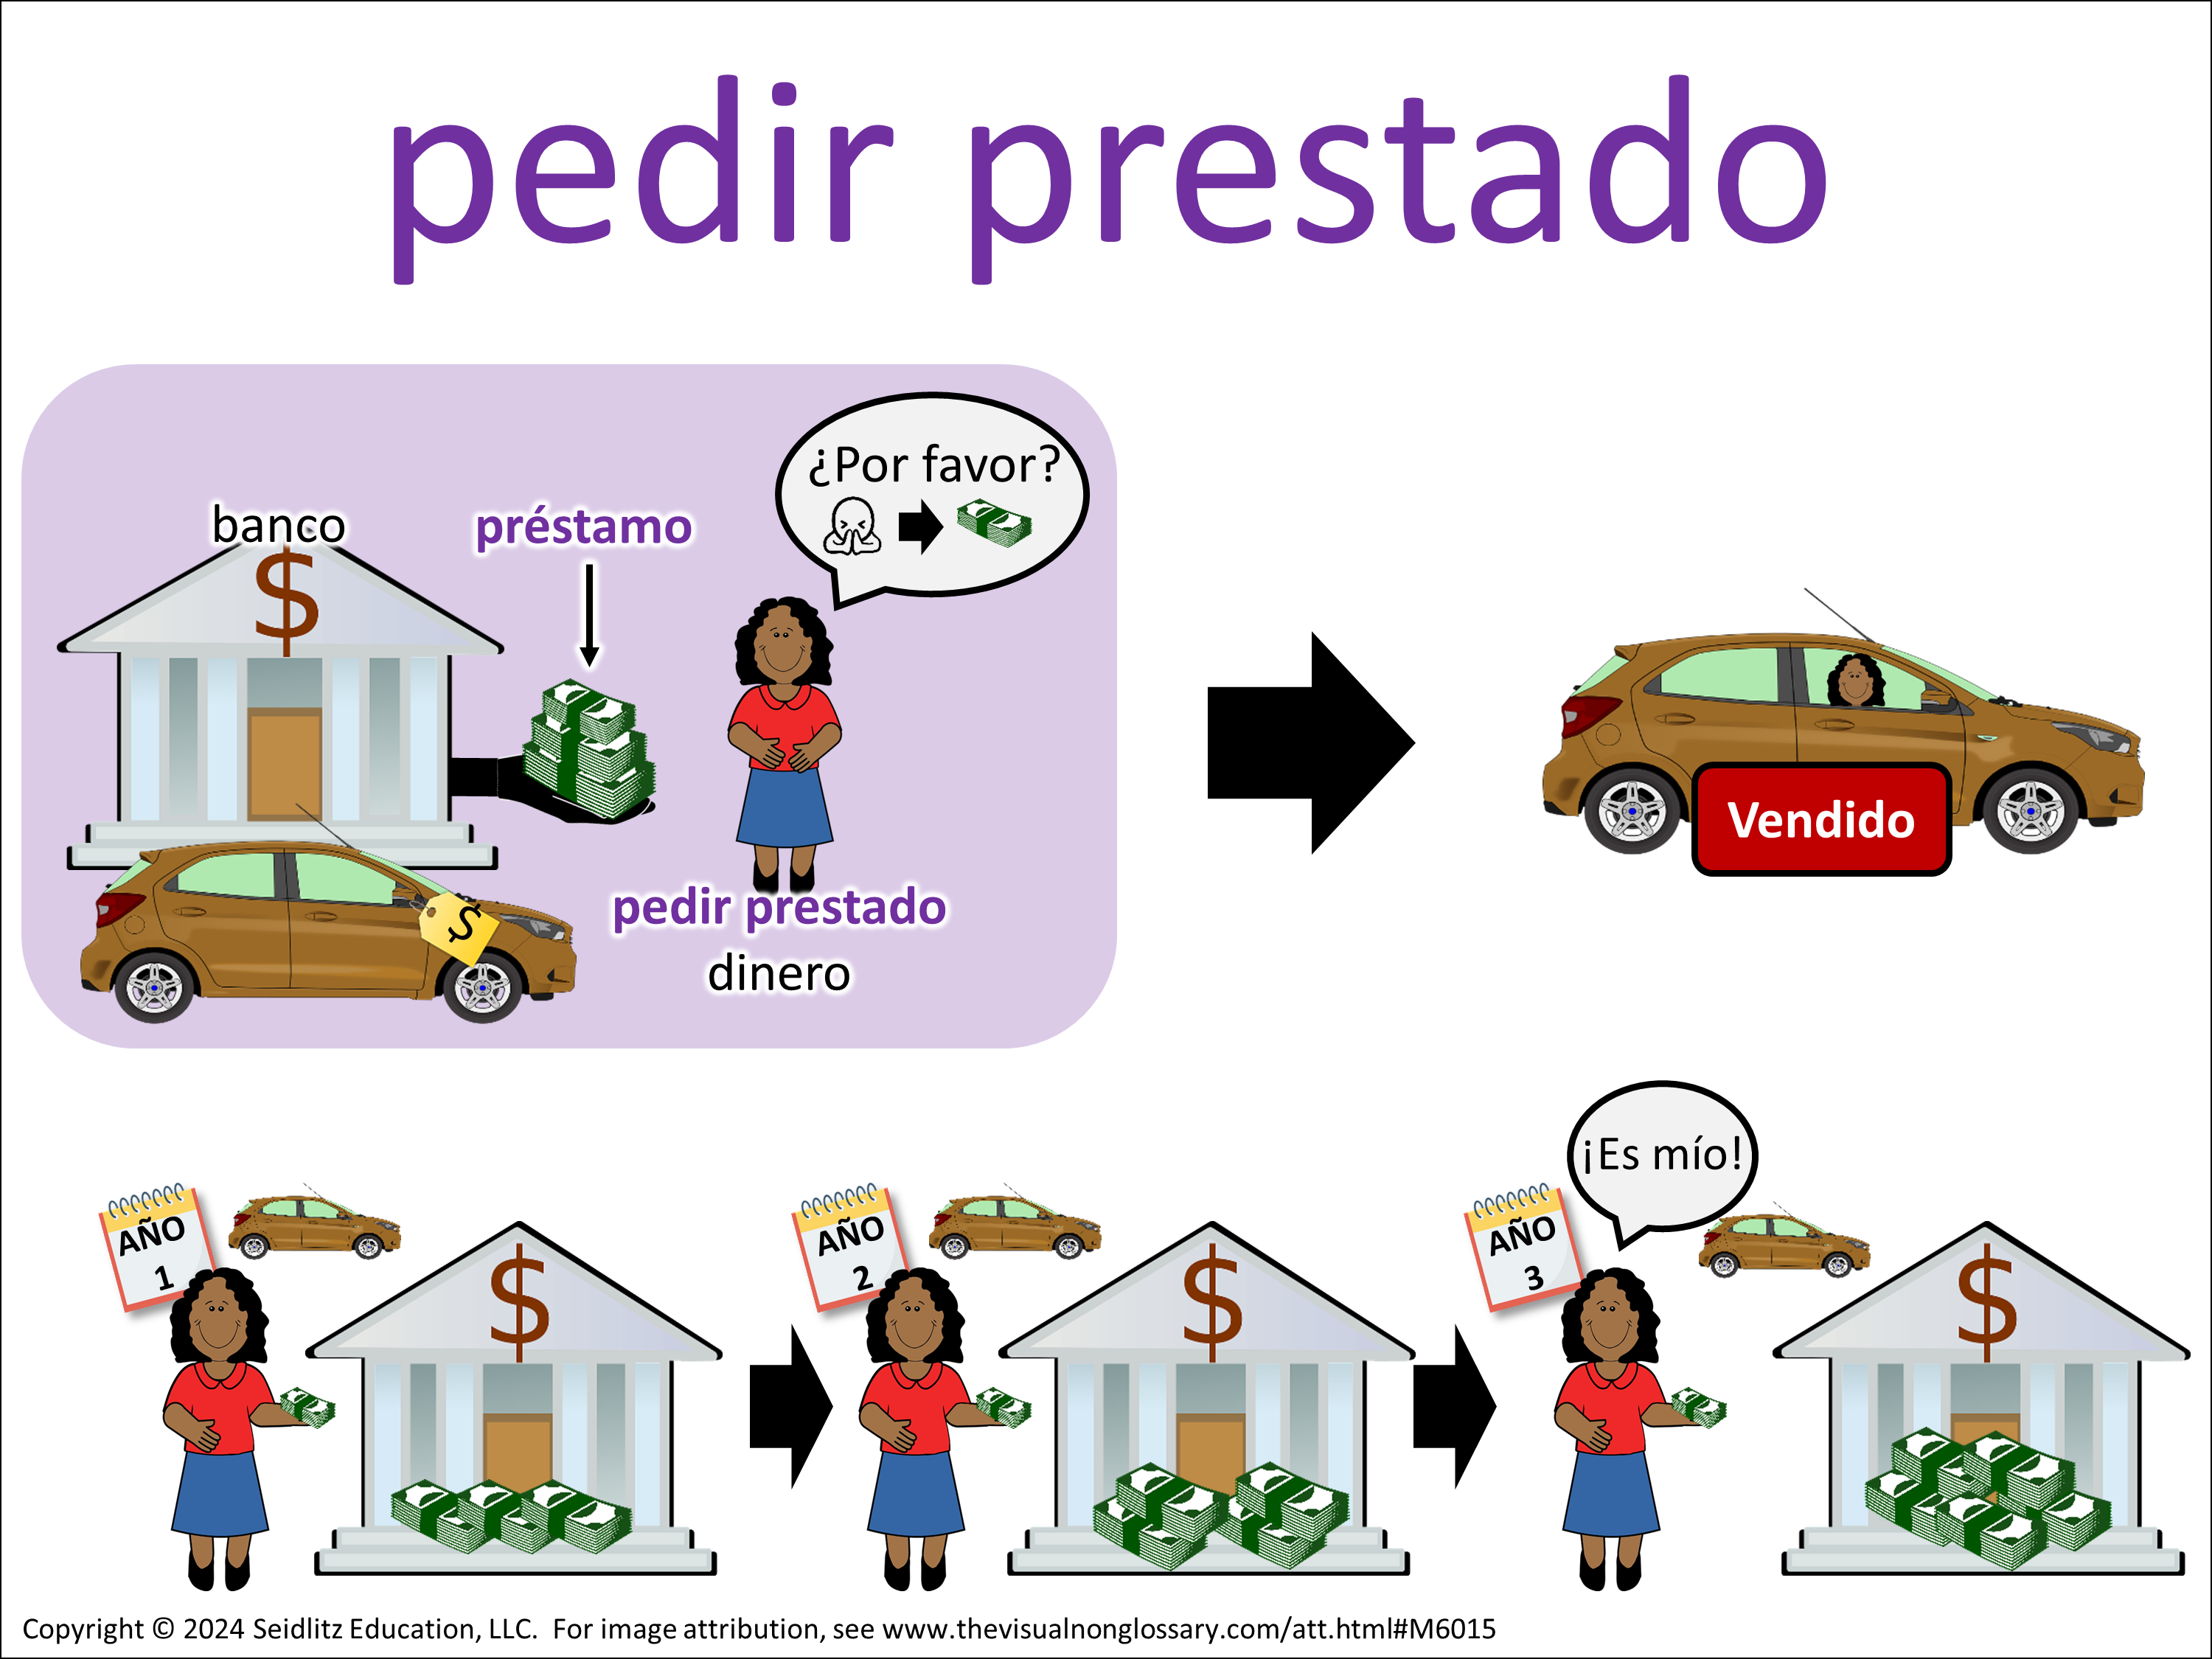 pedir prestado
¿Por favor?
banco
$
préstamo
$
pedir prestado
dinero
Vendido
AÑO
1
$
AÑO
2
$
¡Es mío!
AÑO
3
$
Copyright © 2024 Seidlitz Education, LLC.  For image attribution, see www.thevisualnonglossary.com/att.html#M6015